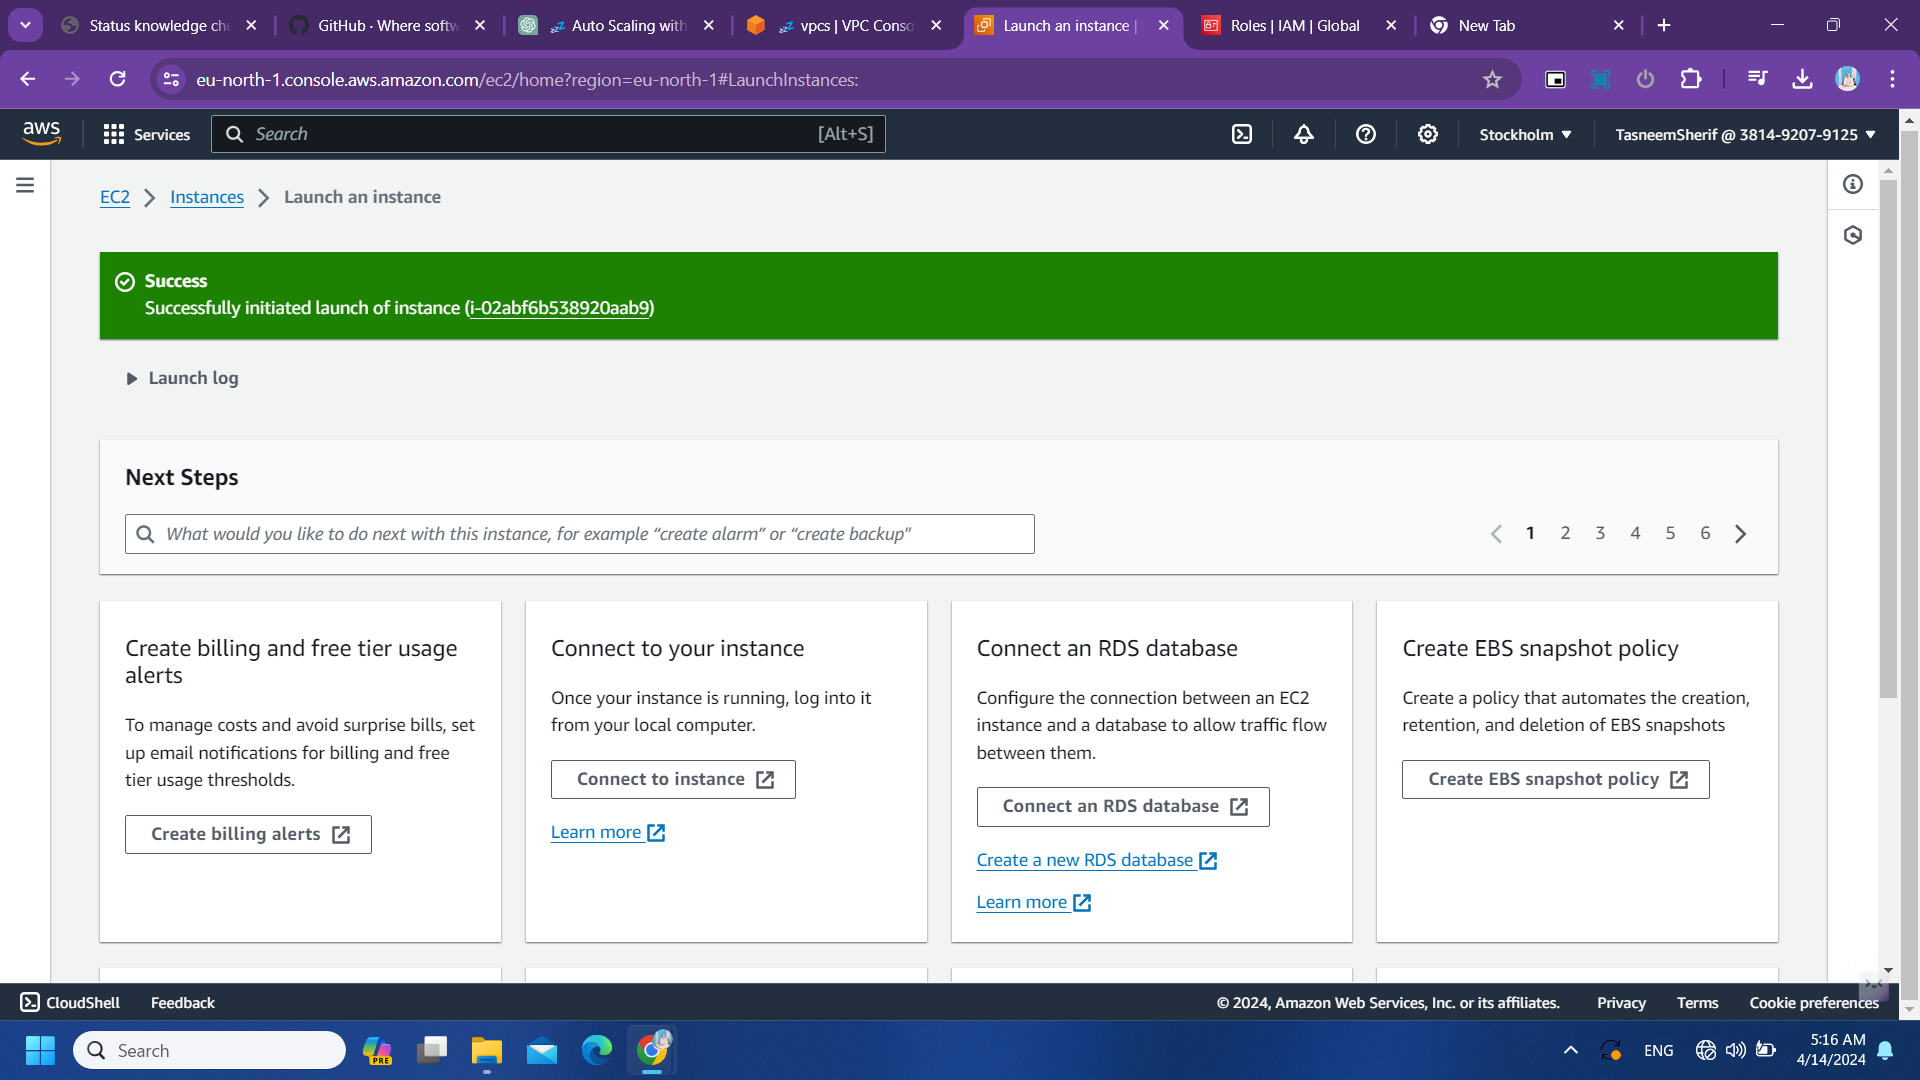 Status knowledge che
GitHub · Where softw
Auto Scaling with
vpcs | VPC Conso
Launch an instance |
Roles | IAM | Global
New Tab
eu-north-1.console.aws.amazon.com/ec2/home?region=eu-north-1#LaunchInstances:
aws
Services
Search
[Alt+S]
Stockholm
TasneemSherif @ 3814-9207-9125
EC2
Instances
Launch an instance
Success
Successfully initiated launch of instance (i-02abf6b538920aab9)
Launch log
Next Steps
What would you like to do next with this instance, for example “create alarm” or “create backup"
1 2 3 4 5 6
Create billing and free tier usage
alerts
To manage costs and avoid surprise bills, set
up email notifications for billing and free
tier usage thresholds.
Create billing alerts
Connect to your instance
Once your instance is running, log into it
from your local computer.
Connect to instance
Learn more
Connect an RDS database
Configure the connection between an EC2
instance and a database to allow traffic flow
between them.
Connect an RDS database
Create a new RDS database
Learn more
Create EBS snapshot policy
Create a policy that automates the creation,
retention, and deletion of EBS snapshots
Create EBS snapshot policy
CloudShell
Feedback
© 2024, Amazon Web Services, Inc. or its affiliates.
Privacy
Terms
Cookie preferences
Search
PRE
ENG
5:16 AM
4/14/2024